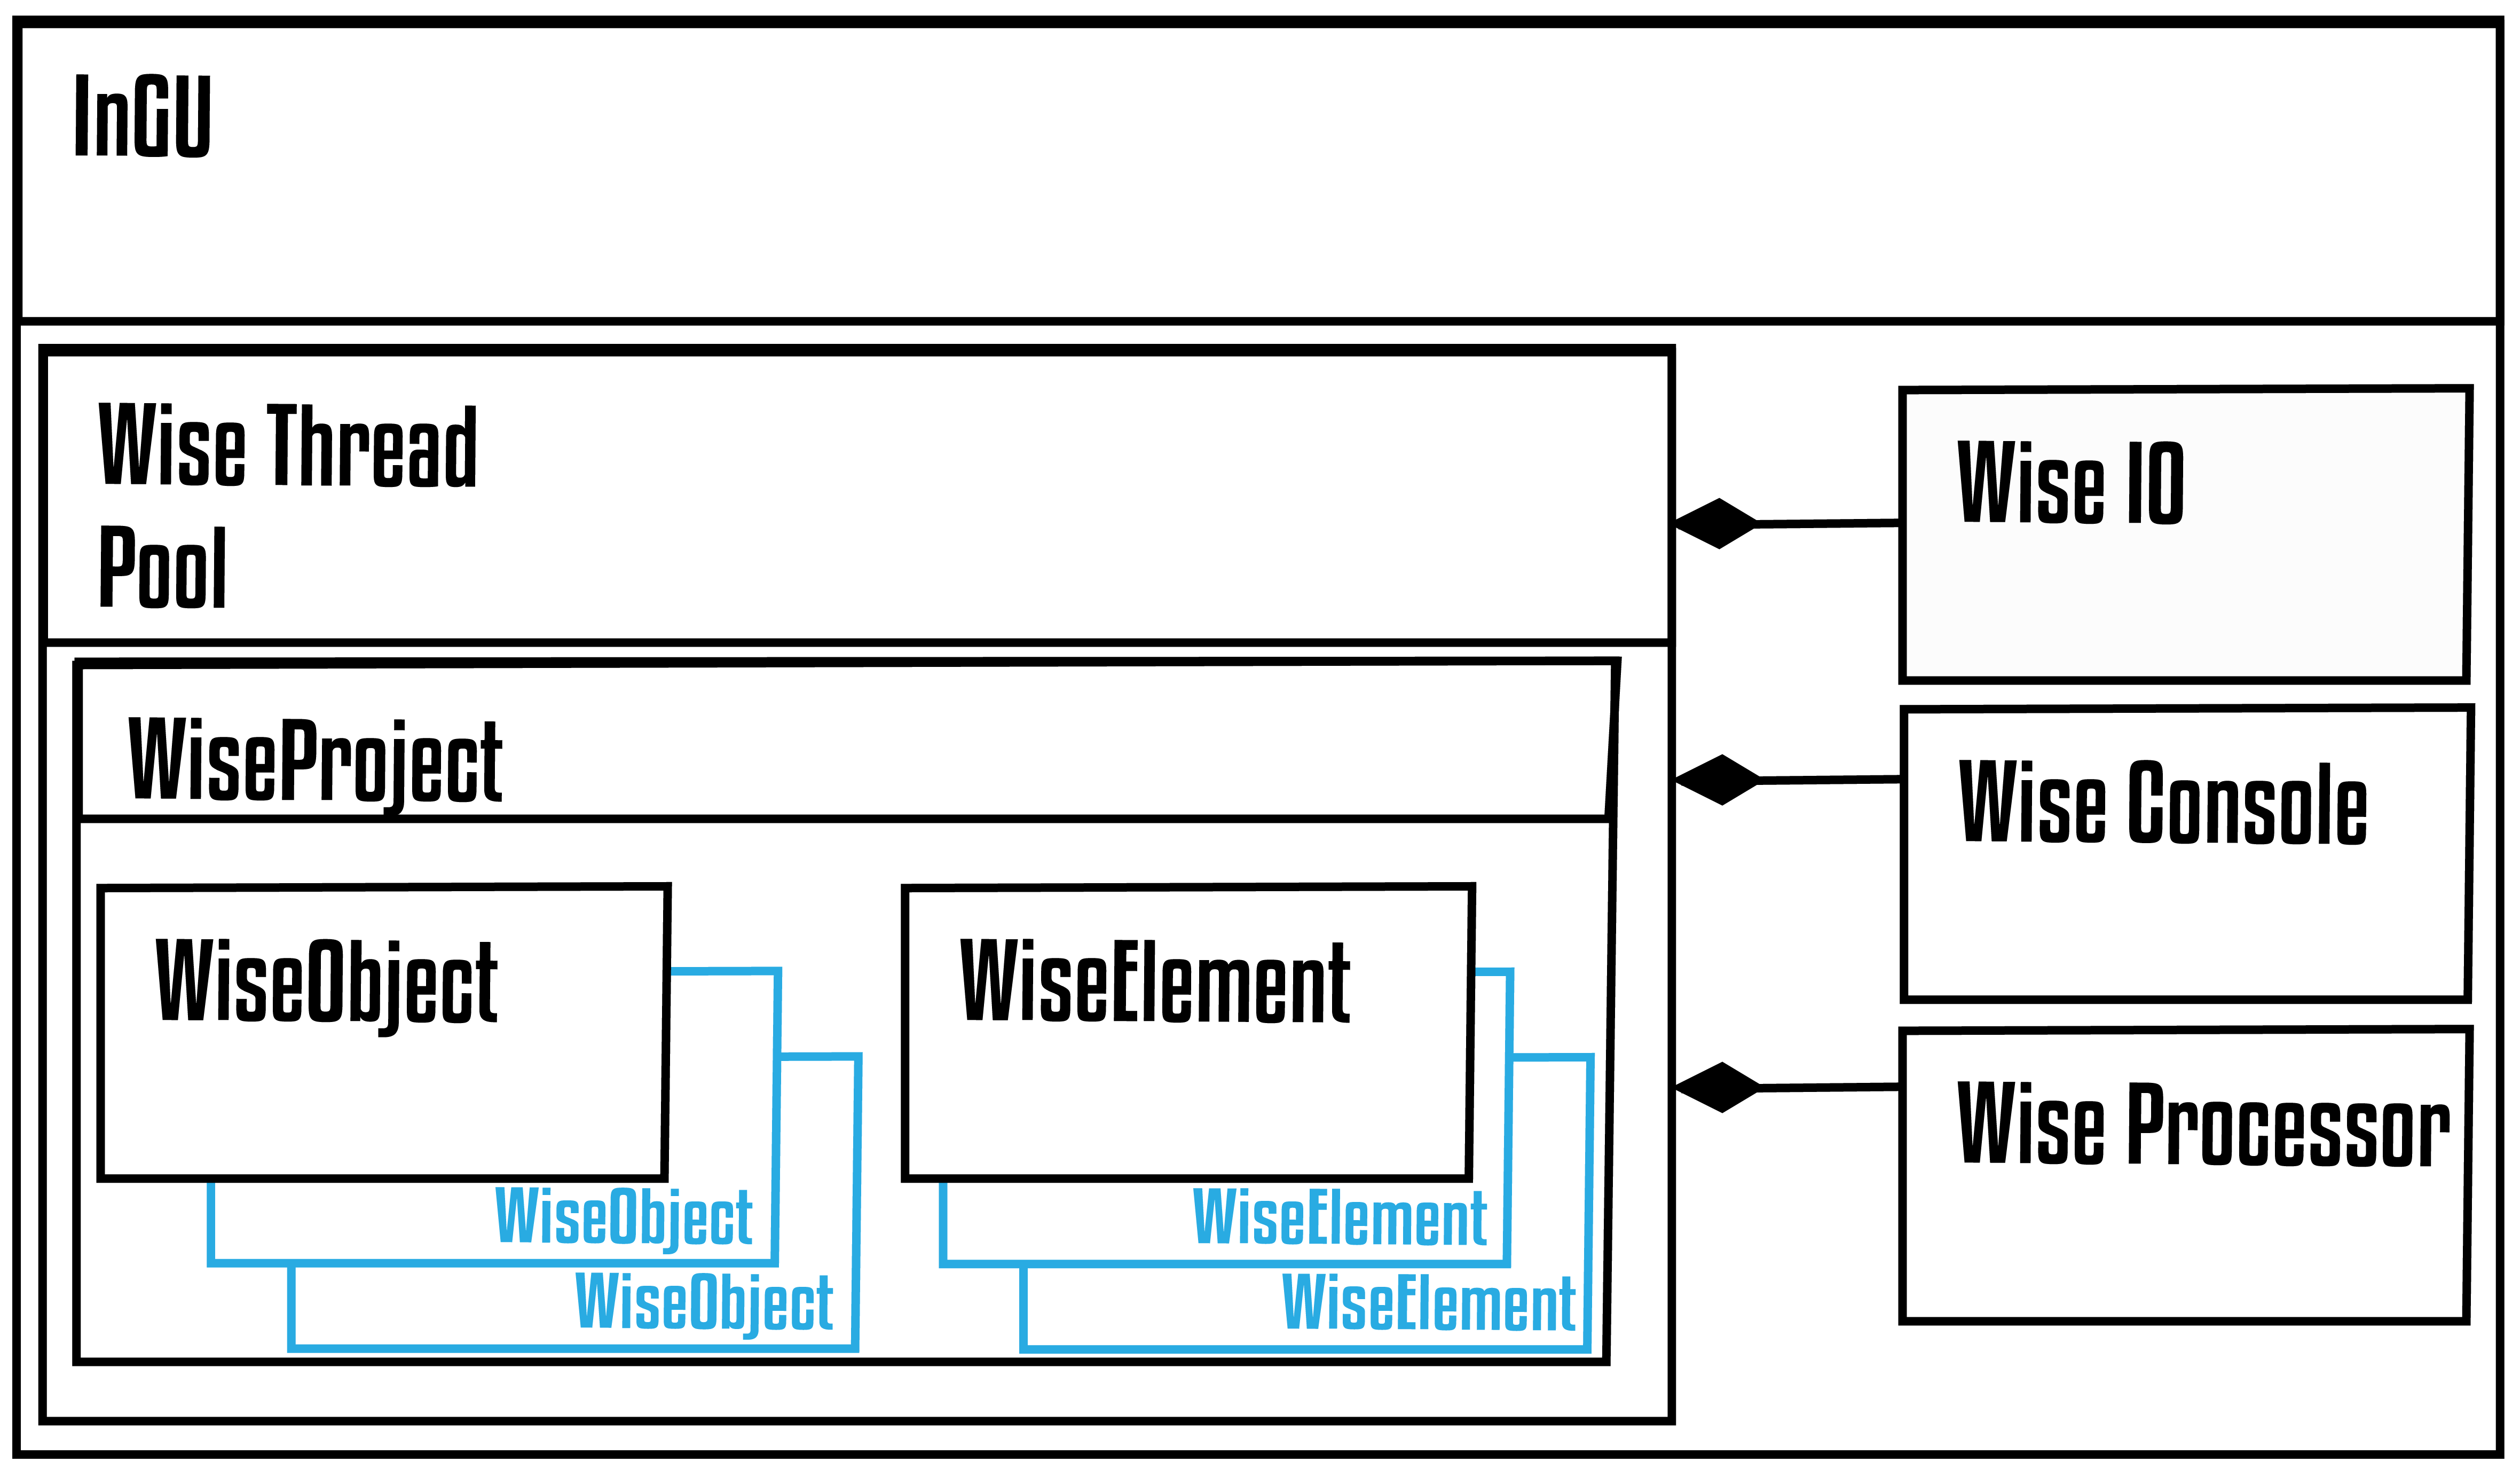 InGU
Wise Thread
Pool
Wise IO
WiseProject
Wise Console
WiseObject
WiseElement
Wise Processor
WiseObject
WiseElement
WiseObject
WiseElement